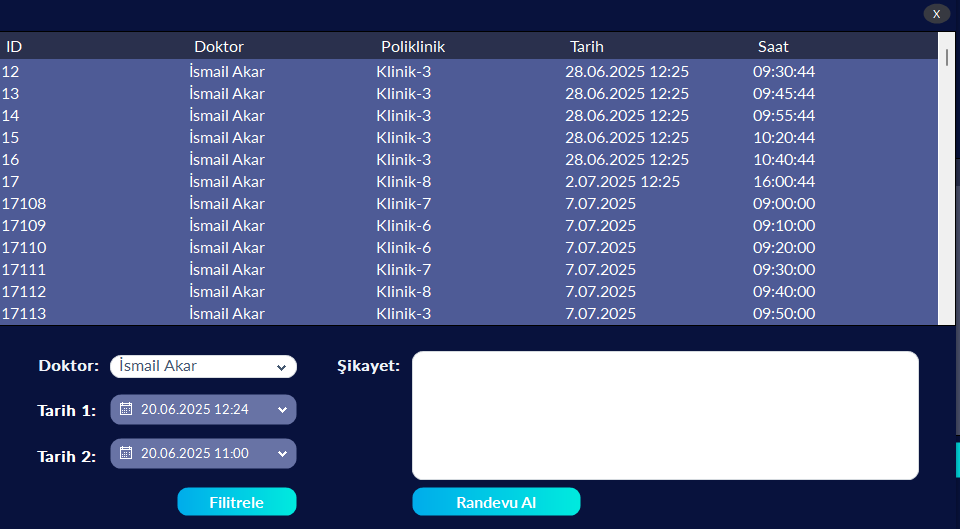 X
ID Doktor Poliklinik Tarih Saat
12 İsmail Akar Klinik-3 28.06.2025 12:25 09:30:44
13 İsmail Akar Klinik-3 28.06.2025 12:25 09:45:44
14 İsmail Akar Klinik-3 28.06.2025 12:25 09:55:44
15 İsmail Akar Klinik-3 28.06.2025 12:25 10:20:44
16 İsmail Akar Klinik-3 28.06.2025 12:25 10:40:44
17 İsmail Akar Klinik-8 2.07.2025 12:25 16:00:44
17108 İsmail Akar Klinik-7 7.07.2025 09:00:00
17109 İsmail Akar Klinik-6 7.07.2025 09:10:00
17110 İsmail Akar Klinik-6 7.07.2025 09:20:00
17111 İsmail Akar Klinik-7 7.07.2025 09:30:00
17112 İsmail Akar Klinik-8 7.07.2025 09:40:00
17113 İsmail Akar Klinik-3 7.07.2025 09:50:00
Doktor: İsmail Akar Şikayet:
Tarih 1: 20.06.2025 12:24
Tarih 2: 20.06.2025 11:00
Filitrele Randevu Al